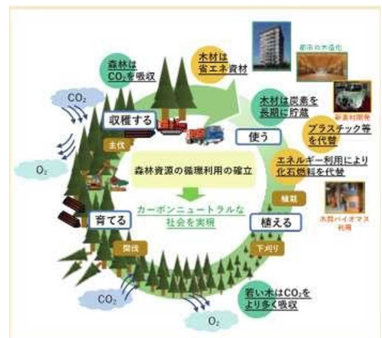 都市の木造化
森林は
CO₂を吸収
木材は
省エネ資材
CO₂
収穫する
木材は炭素を
長期に貯蔵
新素材開発
使う
プラスチック等
を代替
主伐
O₂
森林資源の循環利用の確立
エネルギー利用により
化石燃料を代替
カーボンニュートラルな
社会を実現
植栽
木質バイオマス
利用
育てる
植える
間伐
下刈り
CO₂
若い木はCO₂を
より多く吸収
O₂